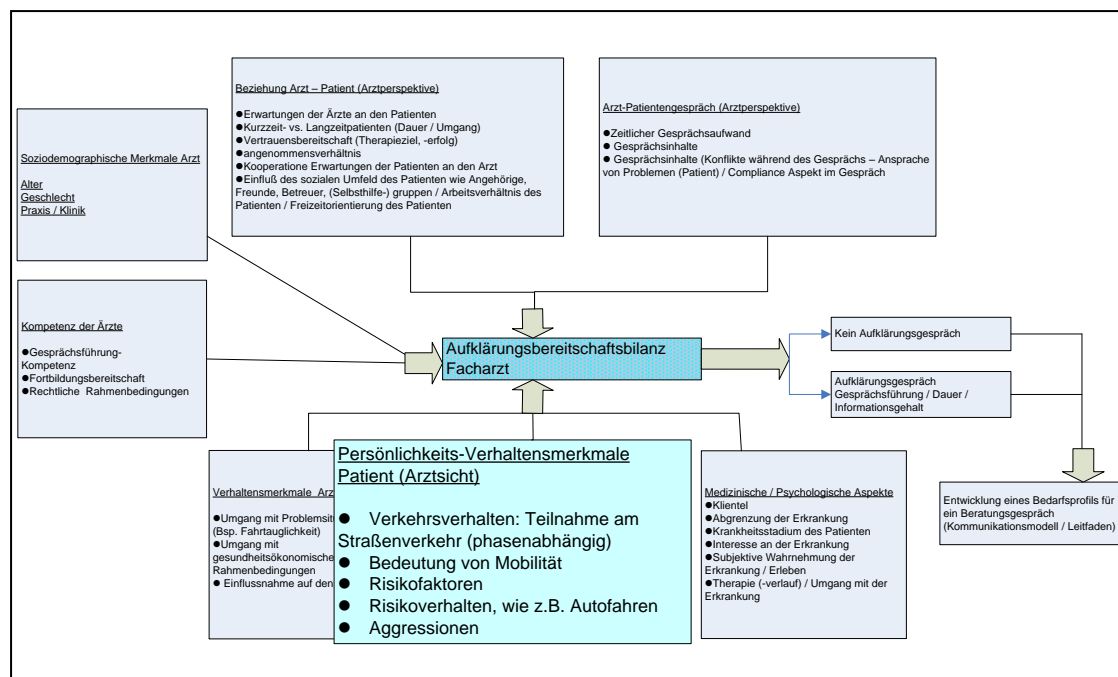 Beziehung Arzt – Patient (Arztperspektive)
●Erwartungen der Ärzte an den Patienten
●Kurzzeit- vs. Langzeitpatienten (Dauer / Umgang)
●Vertrauensbereitschaft (Therapieziel, -erfolg)
●angenommensverhältnis
●Kooperatione Erwartungen der Patienten an den Arzt
●Einfluß des sozialen Umfeld des Patienten wie Angehörige,
Freunde, Betreuer, (Selbsthilfe-) gruppen / Arbeitsverhältnis des
Patienten / Freizeitorientierung des Patienten
Arzt-Patientengespräch (Arztperspektive)
●Zeitlicher Gesprächsaufwand
● Gesprächsinhalte
● Gesprächsinhalte (Konflikte während des Gesprächs – Ansprache
von Problemen (Patient) / Compliance Aspekt im Gespräch
Soziodemographische Merkmale Arzt
Alter
Geschlecht
Praxis / Klinik
Kompetenz der Ärzte
●Gesprächsführung-
Kompetenz
●Fortbildungsbereitschaft
●Rechtliche Rahmenbedingungen
Aufklärungsbereitschaftsbilanz
Facharzt
Kein Aufklärungsgespräch
Aufklärungsgespräch
Gesprächsführung / Dauer /
Informationsgehalt
Verhaltensmerkmale
●Umgang mit
(Bsp. Fahrtauglichkeit)
●Umgang mit
Rahmenbedingungen
● Einflussnahme auf den
Persönlichkeits-Verhaltensmerkmale
Patient (Arztsicht)
● Verkehrsverhalten: Teilnahme am
Straßenverkehr (phasenabhängig)
● Bedeutung von Mobilität
● Risikofaktoren
● Risikoverhalten, wie z.B. Autofahren
● Aggressionen
Medizinische / Psychologische Aspekte
●Klientel
●Abgrenzung der Erkrankung
●Krankheitsstadium des Patienten
●Interesse an der Erkrankung
●Subjektive Wahrnehmung der
Erkrankung / Erleben
●Therapie (-verlauf) / Umgang mit der
Erkrankung
Entwicklung eines Bedarfsprofils für
ein Beratungsgespräch
(Kommunikationsmodell / Leitfaden)